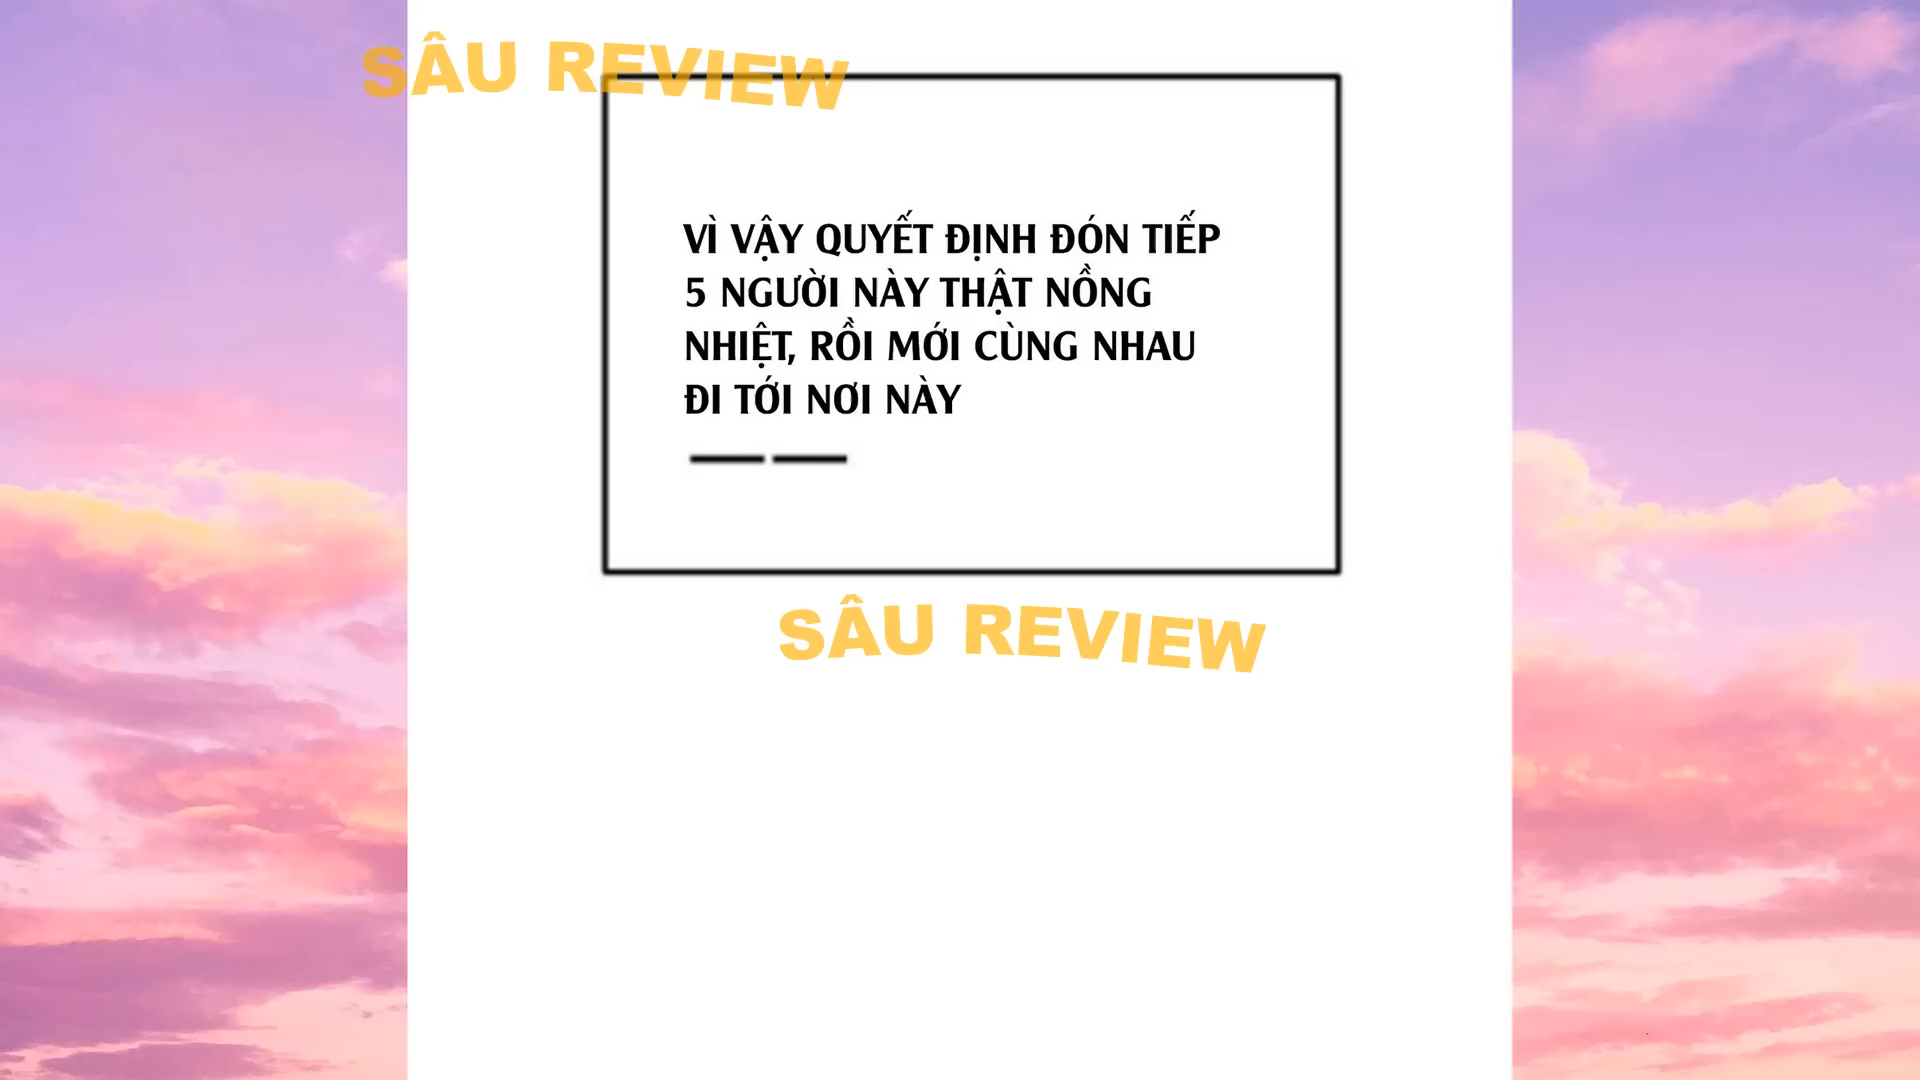 SÂU REVIEW
VÌ VẬY QUYẾT ĐỊNH ĐÓN TIẾP
5 NGƯỜI NÀY THẬT NỒNG
NHIỆT, RỒI MỚI CÙNG NHAU
ĐI TỚI NƠI NÀY
——
SÂU REVIEW